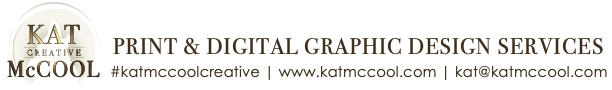 KAT
CREATIVE
McCOOL
PRINT & DIGITAL GRAPHIC DESIGN SERVICES
#katmccoolcreative | www.katmccool.com | kat@katmccool.com